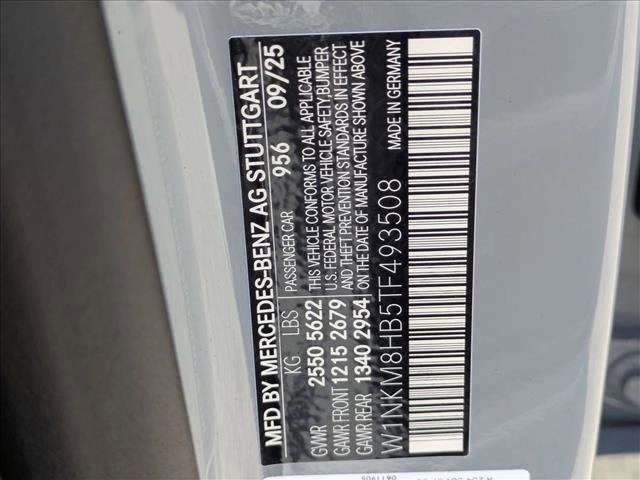 MFD BY MERCEDES-BENZ AG STUTTGART
956 09/25
KG LBS PASSENGER CAR
GVWR 2550 5622 THIS VEHICLE CONFORMS TO ALL APPLICABLE
U.S. FEDERAL MOTOR VEHICLE SAFETY,BUMPER
GAWR FRONT 1215 2679 AND THEFT PREVENTION STANDARDS IN EFFECT
GAWR REAR 1340 2954 ON THE DATE OF MANUFACTURE SHOWN ABOVE
W1NKM8HB5TF493508 MADE IN GERMANY